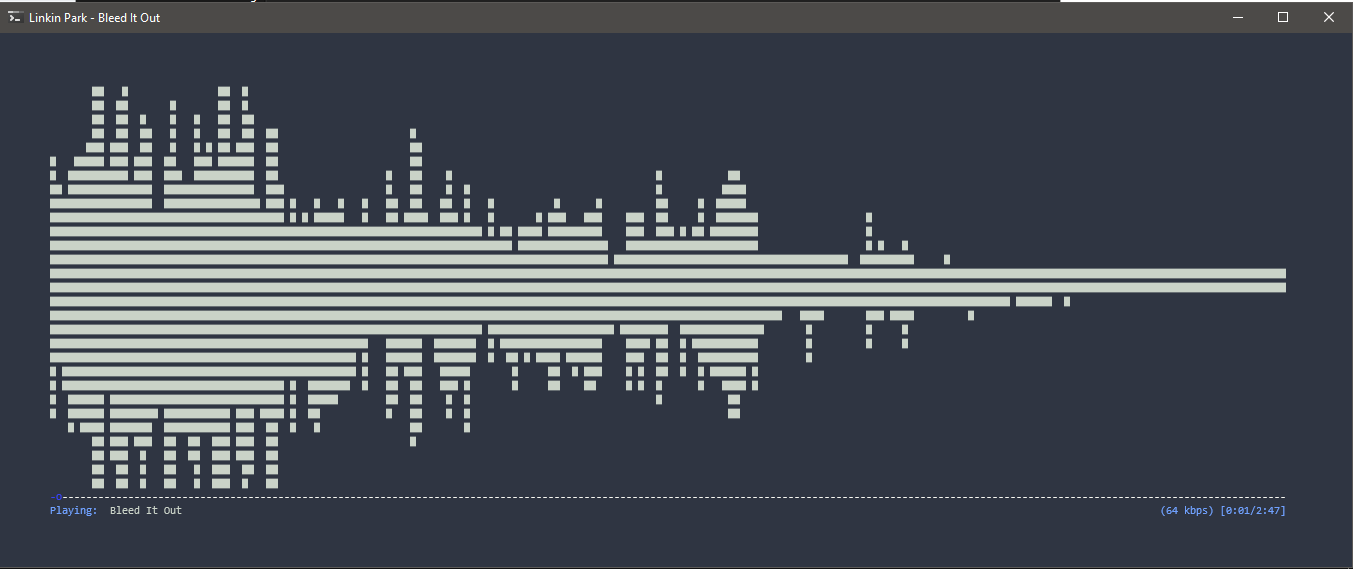 Linkin Park - Bleed It Out
Playing: Bleed It Out (64 kbps) [0:01/2:47]